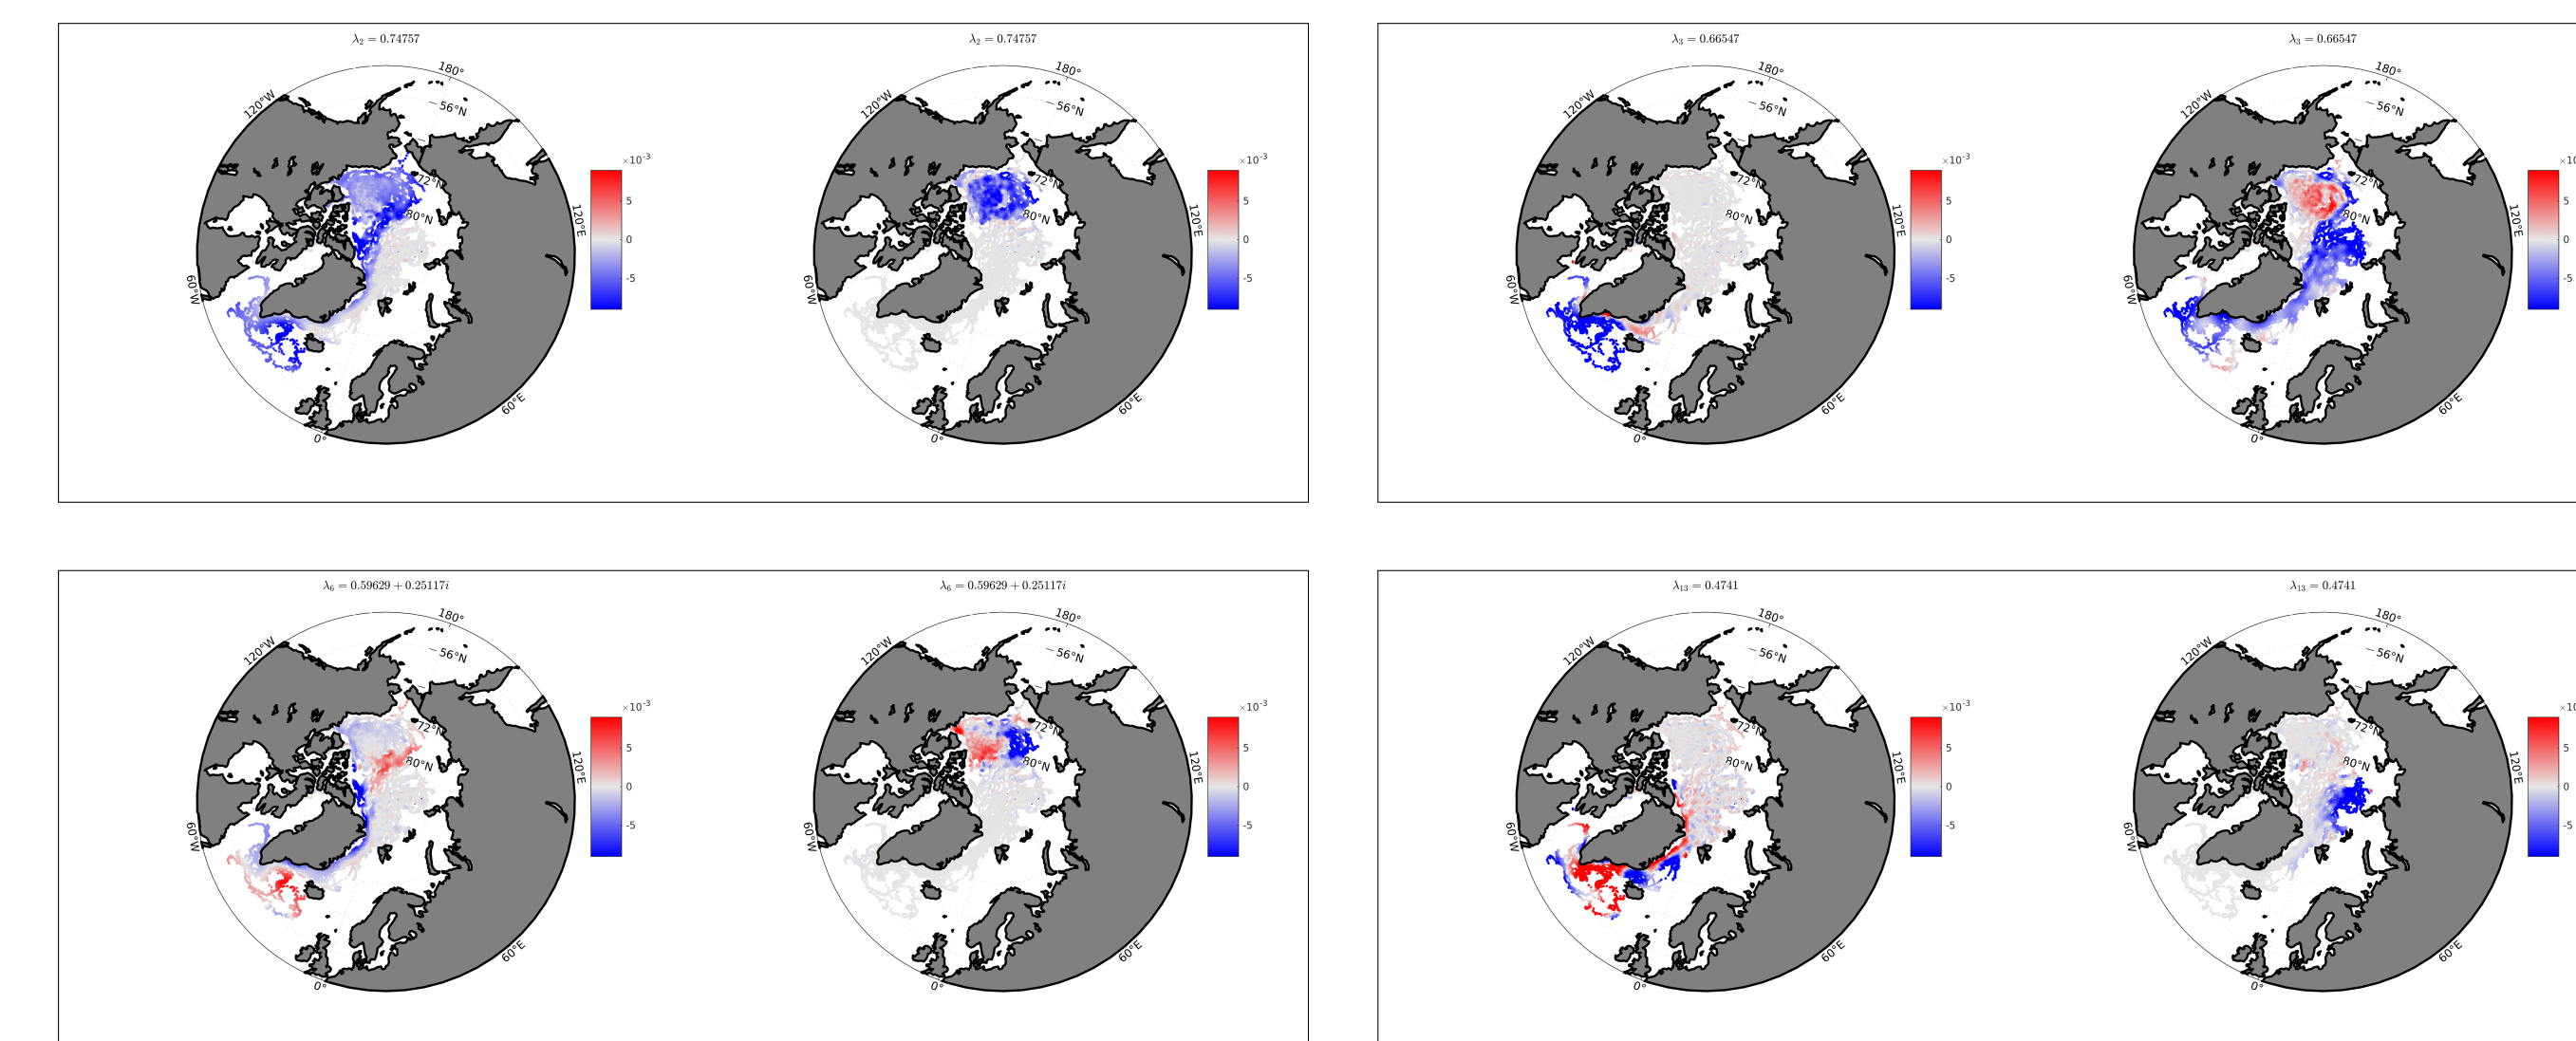 λ₂ = 0.74757
180°
120°W
56°N
72°N
80°N
120°E
60°W
60°E
0°
×10⁻³
5
0
-5
λ₂ = 0.74757
180°
120°W
56°N
72°N
80°N
120°E
60°W
60°E
0°
×10⁻³
5
0
-5
λ₃ = 0.66547
180°
120°W
56°N
72°N
80°N
120°E
60°W
60°E
0°
×10⁻³
5
0
-5
λ₃ = 0.66547
180°
120°W
56°N
72°N
80°N
120°E
60°W
60°E
0°
×10
5
0
-5
λ₆ = 0.59629 + 0.25117i
180°
120°W
56°N
72°N
80°N
120°E
60°W
60°E
0°
×10⁻³
5
0
-5
λ₆ = 0.59629 + 0.25117i
180°
120°W
56°N
72°N
80°N
120°E
60°W
60°E
0°
×10⁻³
5
0
-5
λ₁₃ = 0.4741
180°
120°W
56°N
72°N
80°N
120°E
60°W
60°E
0°
×10⁻³
5
0
-5
λ₁₃ = 0.4741
180°
120°W
56°N
72°N
80°N
120°E
60°W
60°E
0°
×10
5
0
-5